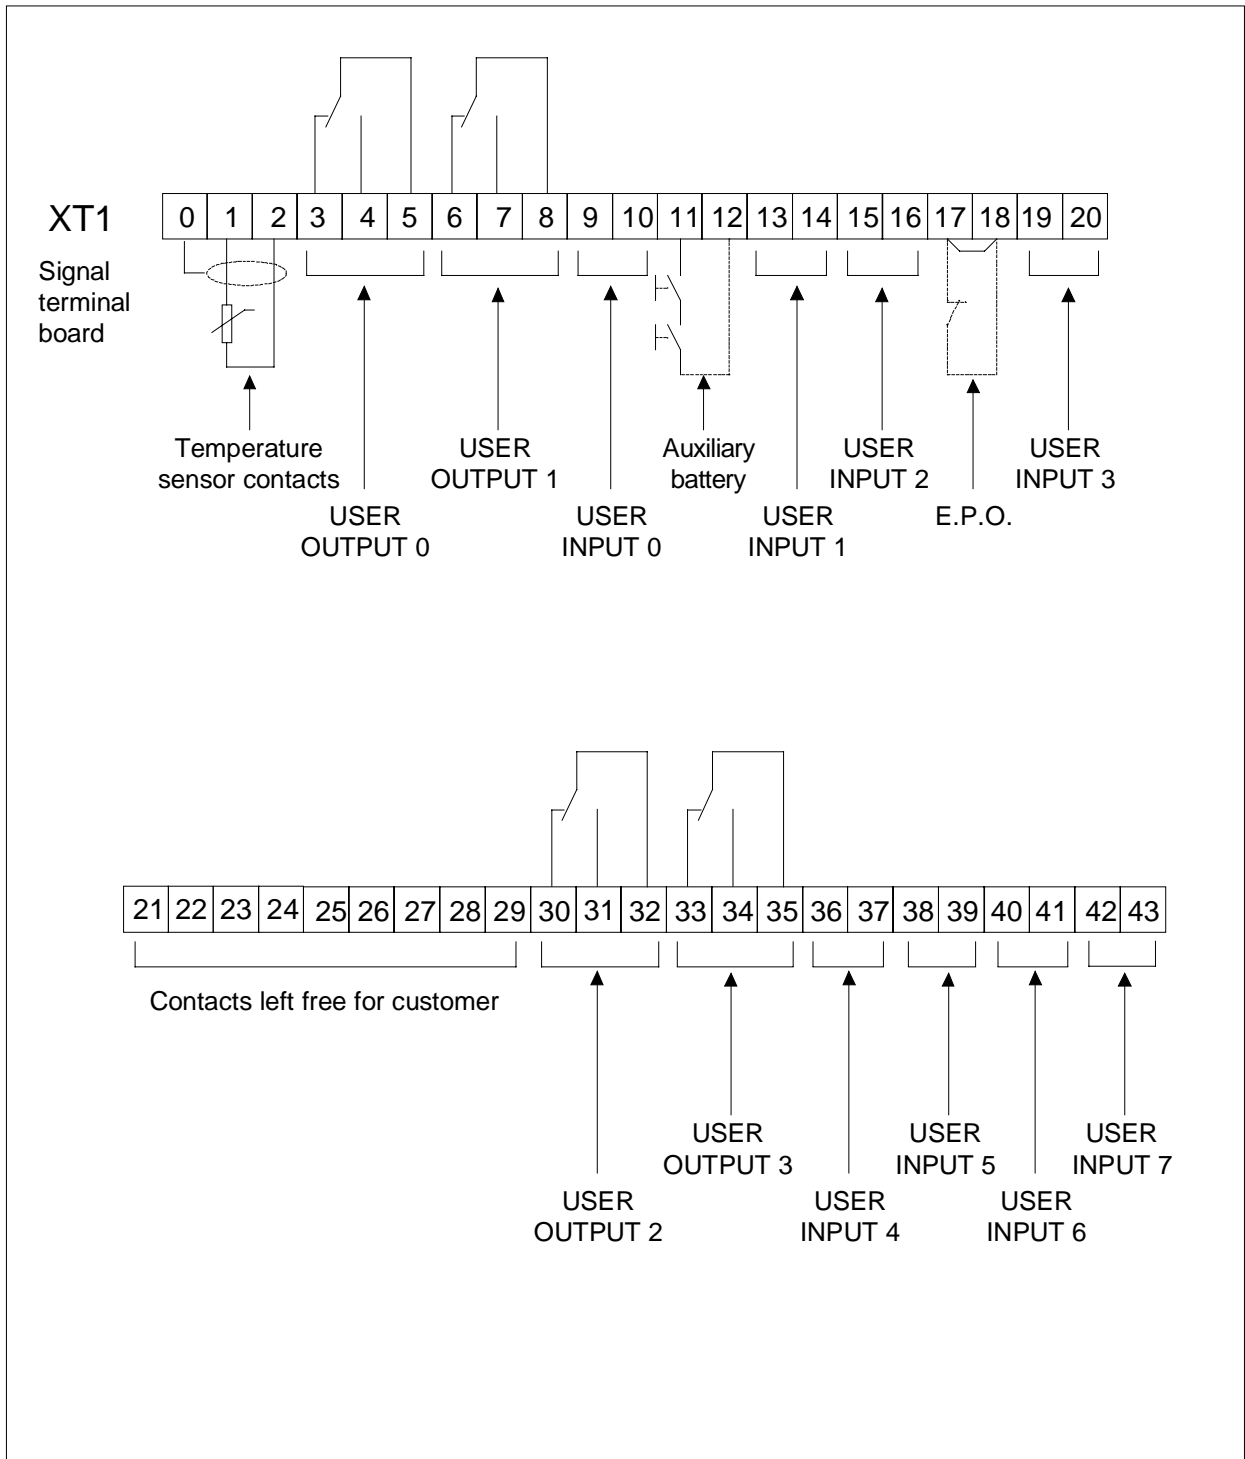 XT1
0 1 2 3 4 5 6 7 8 9 10 11 12 13 14 15 16 17 18 19 20
Signal
terminal
board
Temperature
sensor contacts
USER
OUTPUT 0
USER
OUTPUT 1
USER
INPUT 0
Auxiliary
battery
USER
INPUT 1
USER
INPUT 2
E.P.O.
USER
INPUT 3
21 22 23 24 25 26 27 28 29 30 31 32 33 34 35 36 37 38 39 40 41 42 43
Contacts left free for customer
USER
OUTPUT 2
USER
OUTPUT 3
USER
INPUT 4
USER
INPUT 5
USER
INPUT 6
USER
INPUT 7